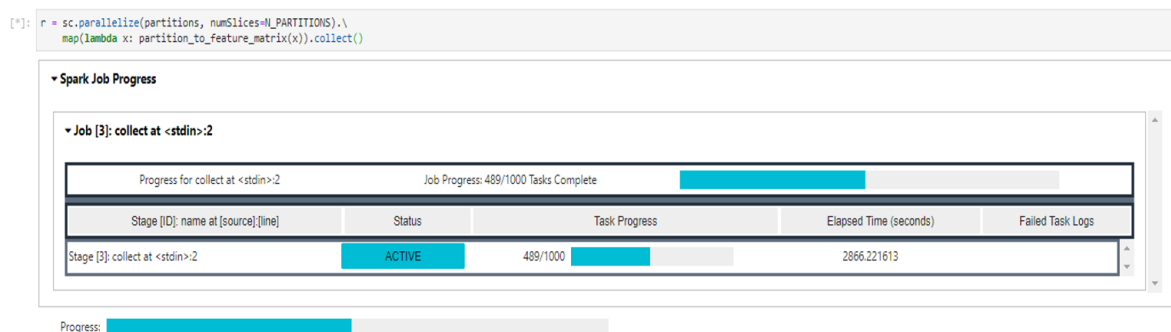 [*]: r = sc.parallelize(partitions, numSlices=N_PARTITIONS).\
map(lambda x: partition_to_feature_matrix(x)).collect()
▾ Spark Job Progress
▾ Job [3]: collect at <stdin>:2
Progress for collect at <stdin>:2 Job Progress: 489/1000 Tasks Complete
Stage [ID]: name at [source]:[line] Status Task Progress Elapsed Time (seconds) Failed Task Logs
Stage [3]: collect at <stdin>:2 ACTIVE 489/1000 2866.221613
Progress: